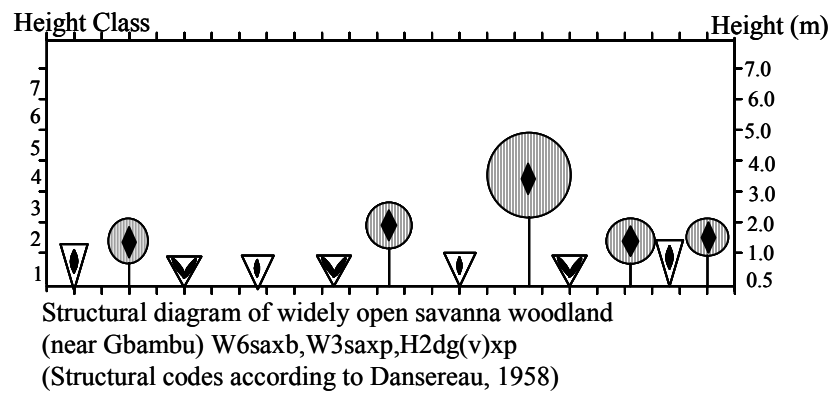 Height Class Height (m)
7 7.0
6 6.0
5 5.0
4 4.0
3 3.0
2 2.0
1 1.0
0.5
Structural diagram of widely open savanna woodland
(near Gbambu) W6saxb,W3saxp,H2dg(v)xp
(Structural codes according to Dansereau, 1958)